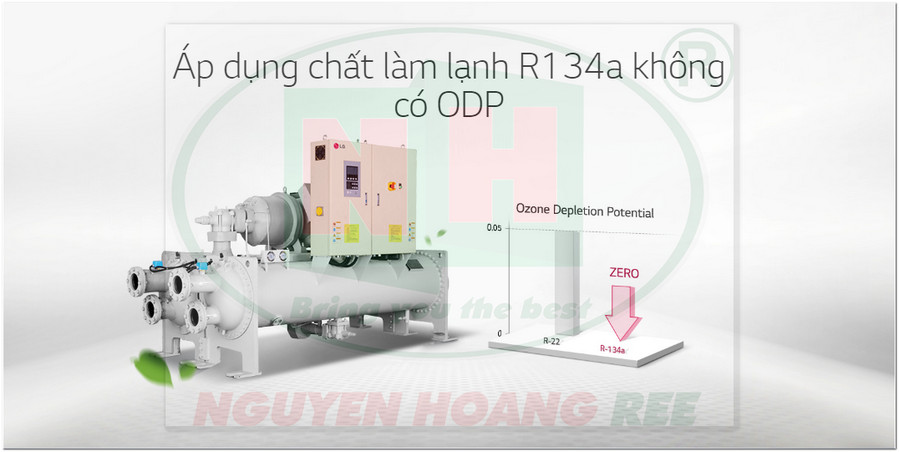 Áp dụng chất làm lạnh R134a không
có ODP
®
NH
LG
Ozone Depletion Potential
0.05
ZERO
Bring you the best
0
R-22
R-134a
NGUYEN HOANG REE